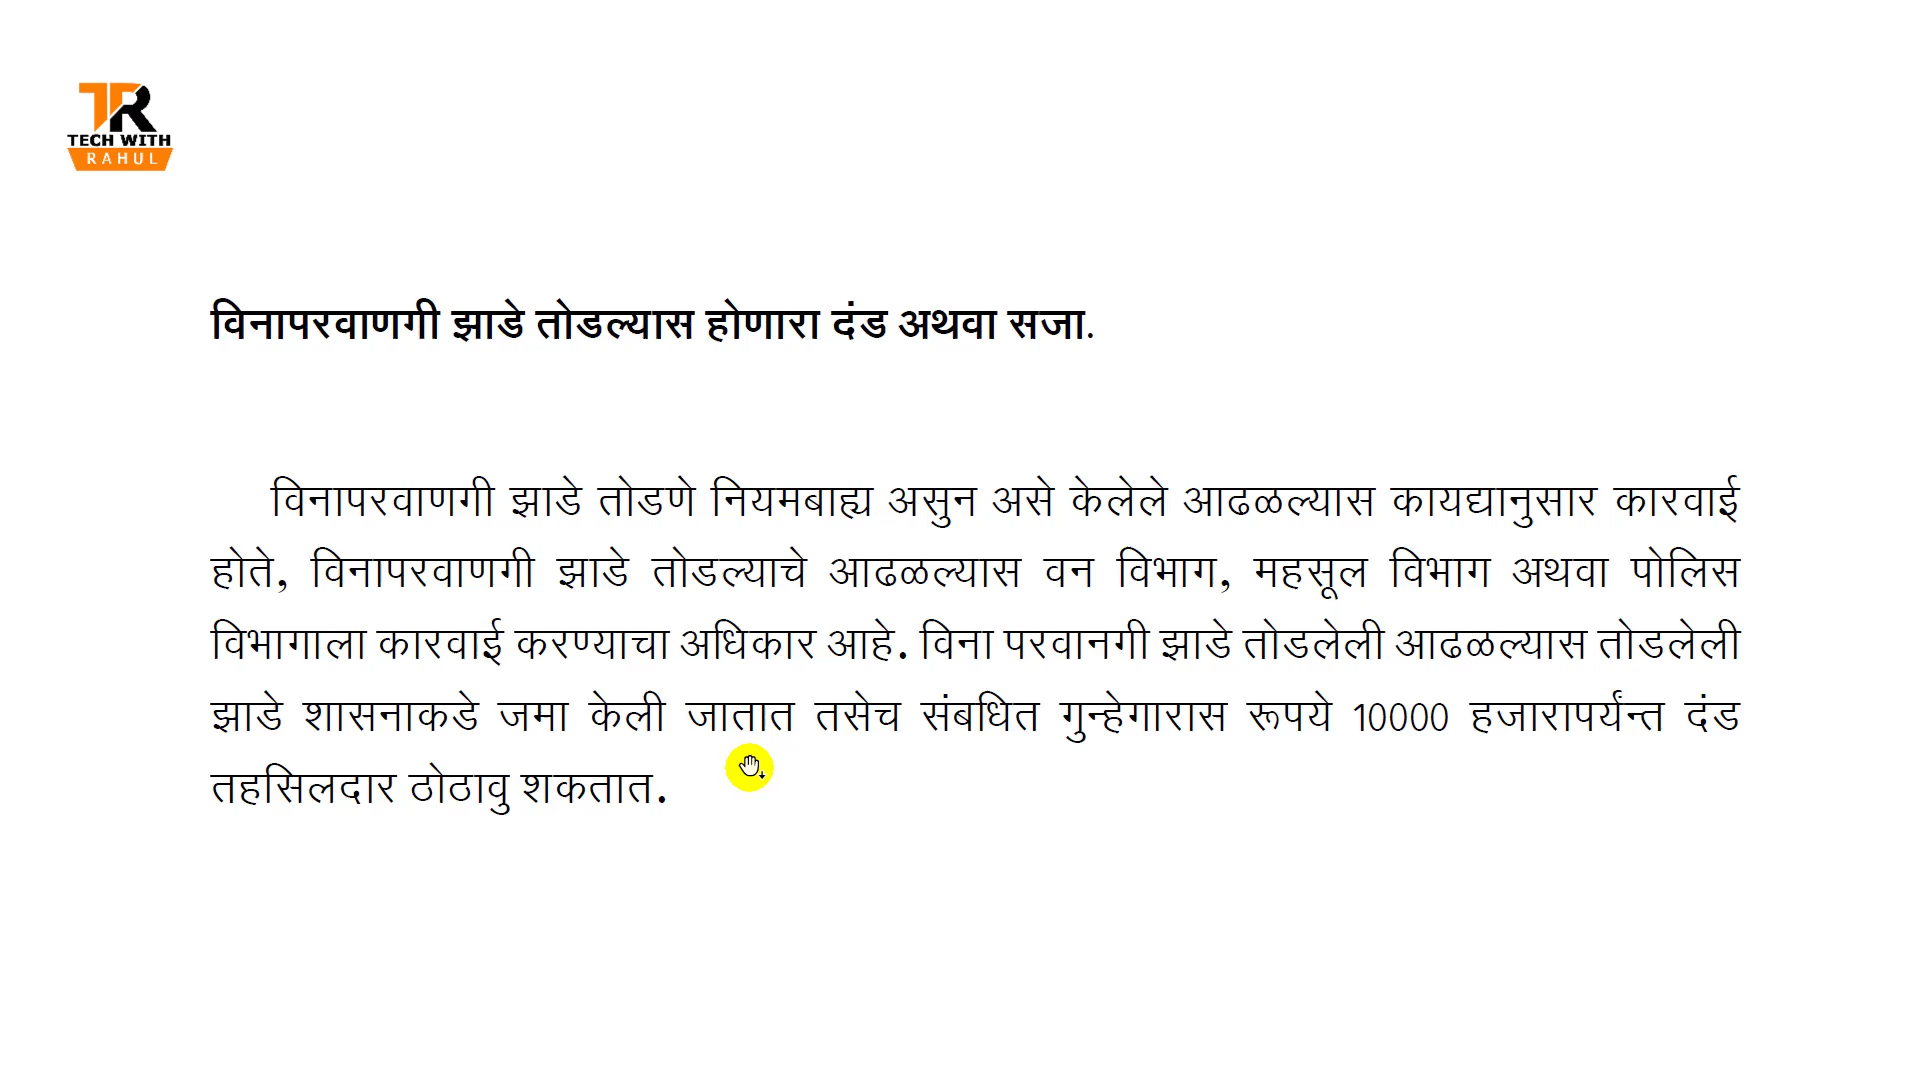 TR
TECH WITH
RAHUL
विनापरवाणगी झाडे तोडल्यास होणारा दंड अथवा सजा.
विनापरवाणगी झाडे तोडणे नियमबाह्य असुन असे केलेले आढळल्यास कायद्यानुसार कारवाई
होते, विनापरवाणगी झाडे तोडल्याचे आढळल्यास वन विभाग, महसूल विभाग अथवा पोलिस
विभागाला कारवाई करण्याचा अधिकार आहे. विना परवानगी झाडे तोडलेली आढळल्यास तोडलेली
झाडे शासनाकडे जमा केली जातात तसेच संबधित गुन्हेगारास रूपये 10000 हजारापर्यंन्त दंड
तहसिलदार ठोठावु शकतात.